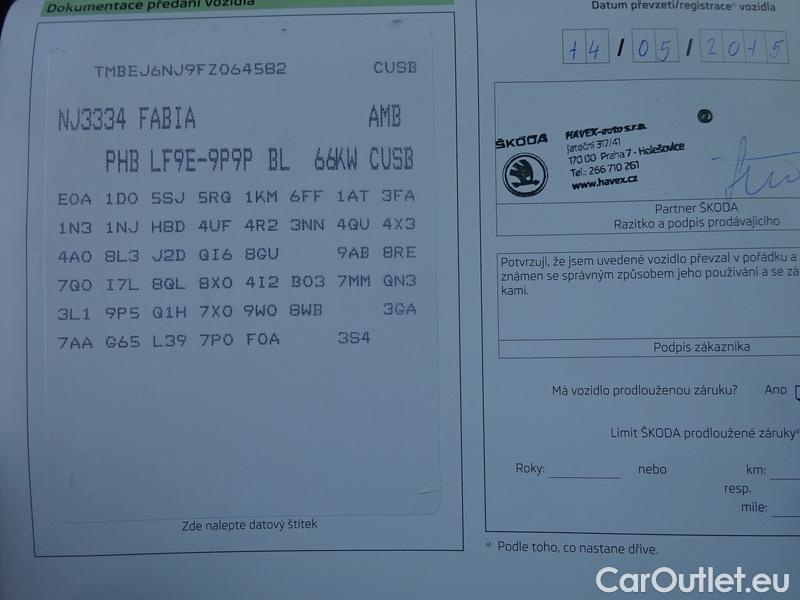 Dokumentace předání vozidla
TMBEJ6NJ9FZ064582 CUSB
NJ3334 FABIA AMB
PHB LF9E-9P9P BL 66KW CUSB
E0A 1D0 5SJ 5RQ 1KM 6FF 1AT 3FA
1N3 1NJ H8D 4UF 4R2 3NN 4QU 4X3
4A0 8L3 J2D QI6 8GU 9AB 8RE
7Q0 I7L 8QL 8X0 4I2 B03 7MM QN3
3L1 9P5 Q1H 7X0 9W0 8WB 3GA
7AA G65 L39 7P0 F0A 3S4
Zde nalepte datový štítek
Datum převzetí/registrace vozidla
14/05/2015
ŠKODA
HAVEX-auto s.r.o.
Jateční 317/41
170 00 Praha 7 - Holešovice
Tel.: 266 710 261
www.havex.cz
Partner ŠKODA
Razítko a podpis prodávajícího
Potvrzuji, že jsem uvedené vozidlo převzal v pořádku a
známen se správným způsobem jeho používání a se zá
kami.
Podpis zákazníka
Má vozidlo prodlouženou záruku? Ano
Limit ŠKODA prodloužené záruky a)
Roky: nebo km:
resp.
míle:
a) Podle toho, co nastane dříve.
CarOutlet.eu